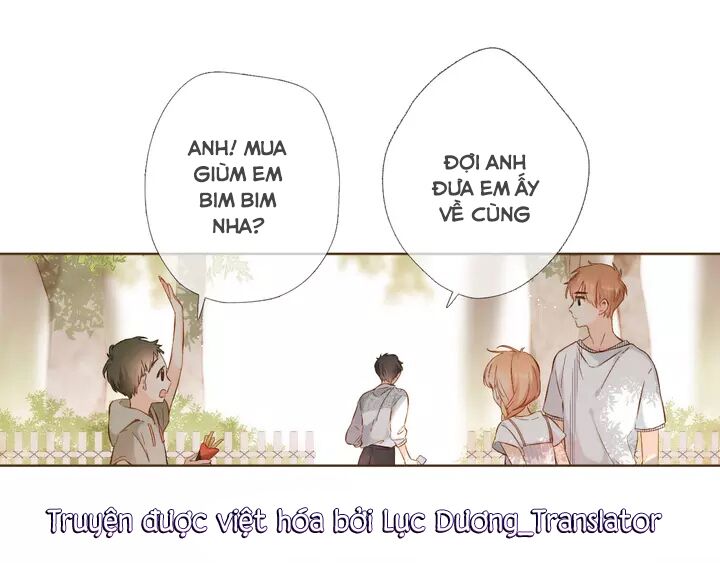 ANH! MUA
GIÙM EM
BIM BIM
NHA?
ĐỢI ANH
ĐƯA EM ẤY
VỀ CÙNG
Truyện được việt hóa bởi Lục Dương_Translator